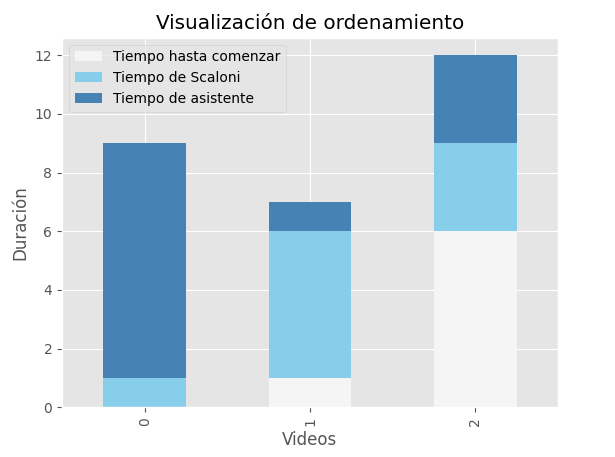 Visualización de ordenamiento
Tiempo hasta comenzar
Tiempo de Scaloni
Tiempo de asistente
Duración
12
10
8
6
4
2
0
0
1
2
Videos